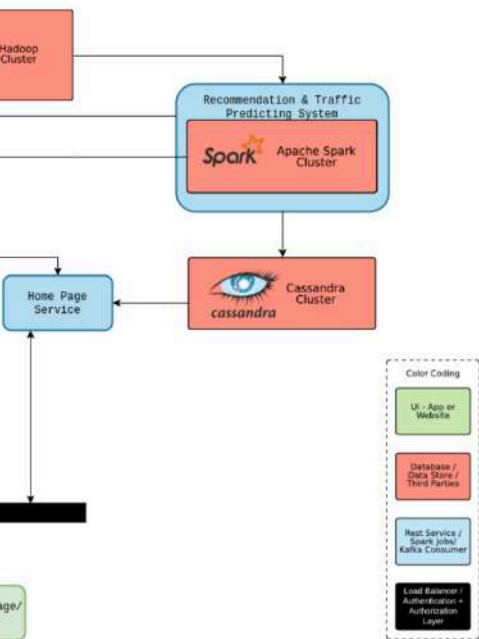 Hadoop
Cluster
Recommendation & Traffic
Predicting System
Spark
Apache Spark
Cluster
Cassandra
Cluster
cassandra
Home Page
Service
Color Coding
UI - App or
Website
Database /
Data Store /
Third Parties
Rest Service /
Spark Jobs/
Kafka Consumer
Load Balancer /
Authentication +
Authorization
Layer
age/